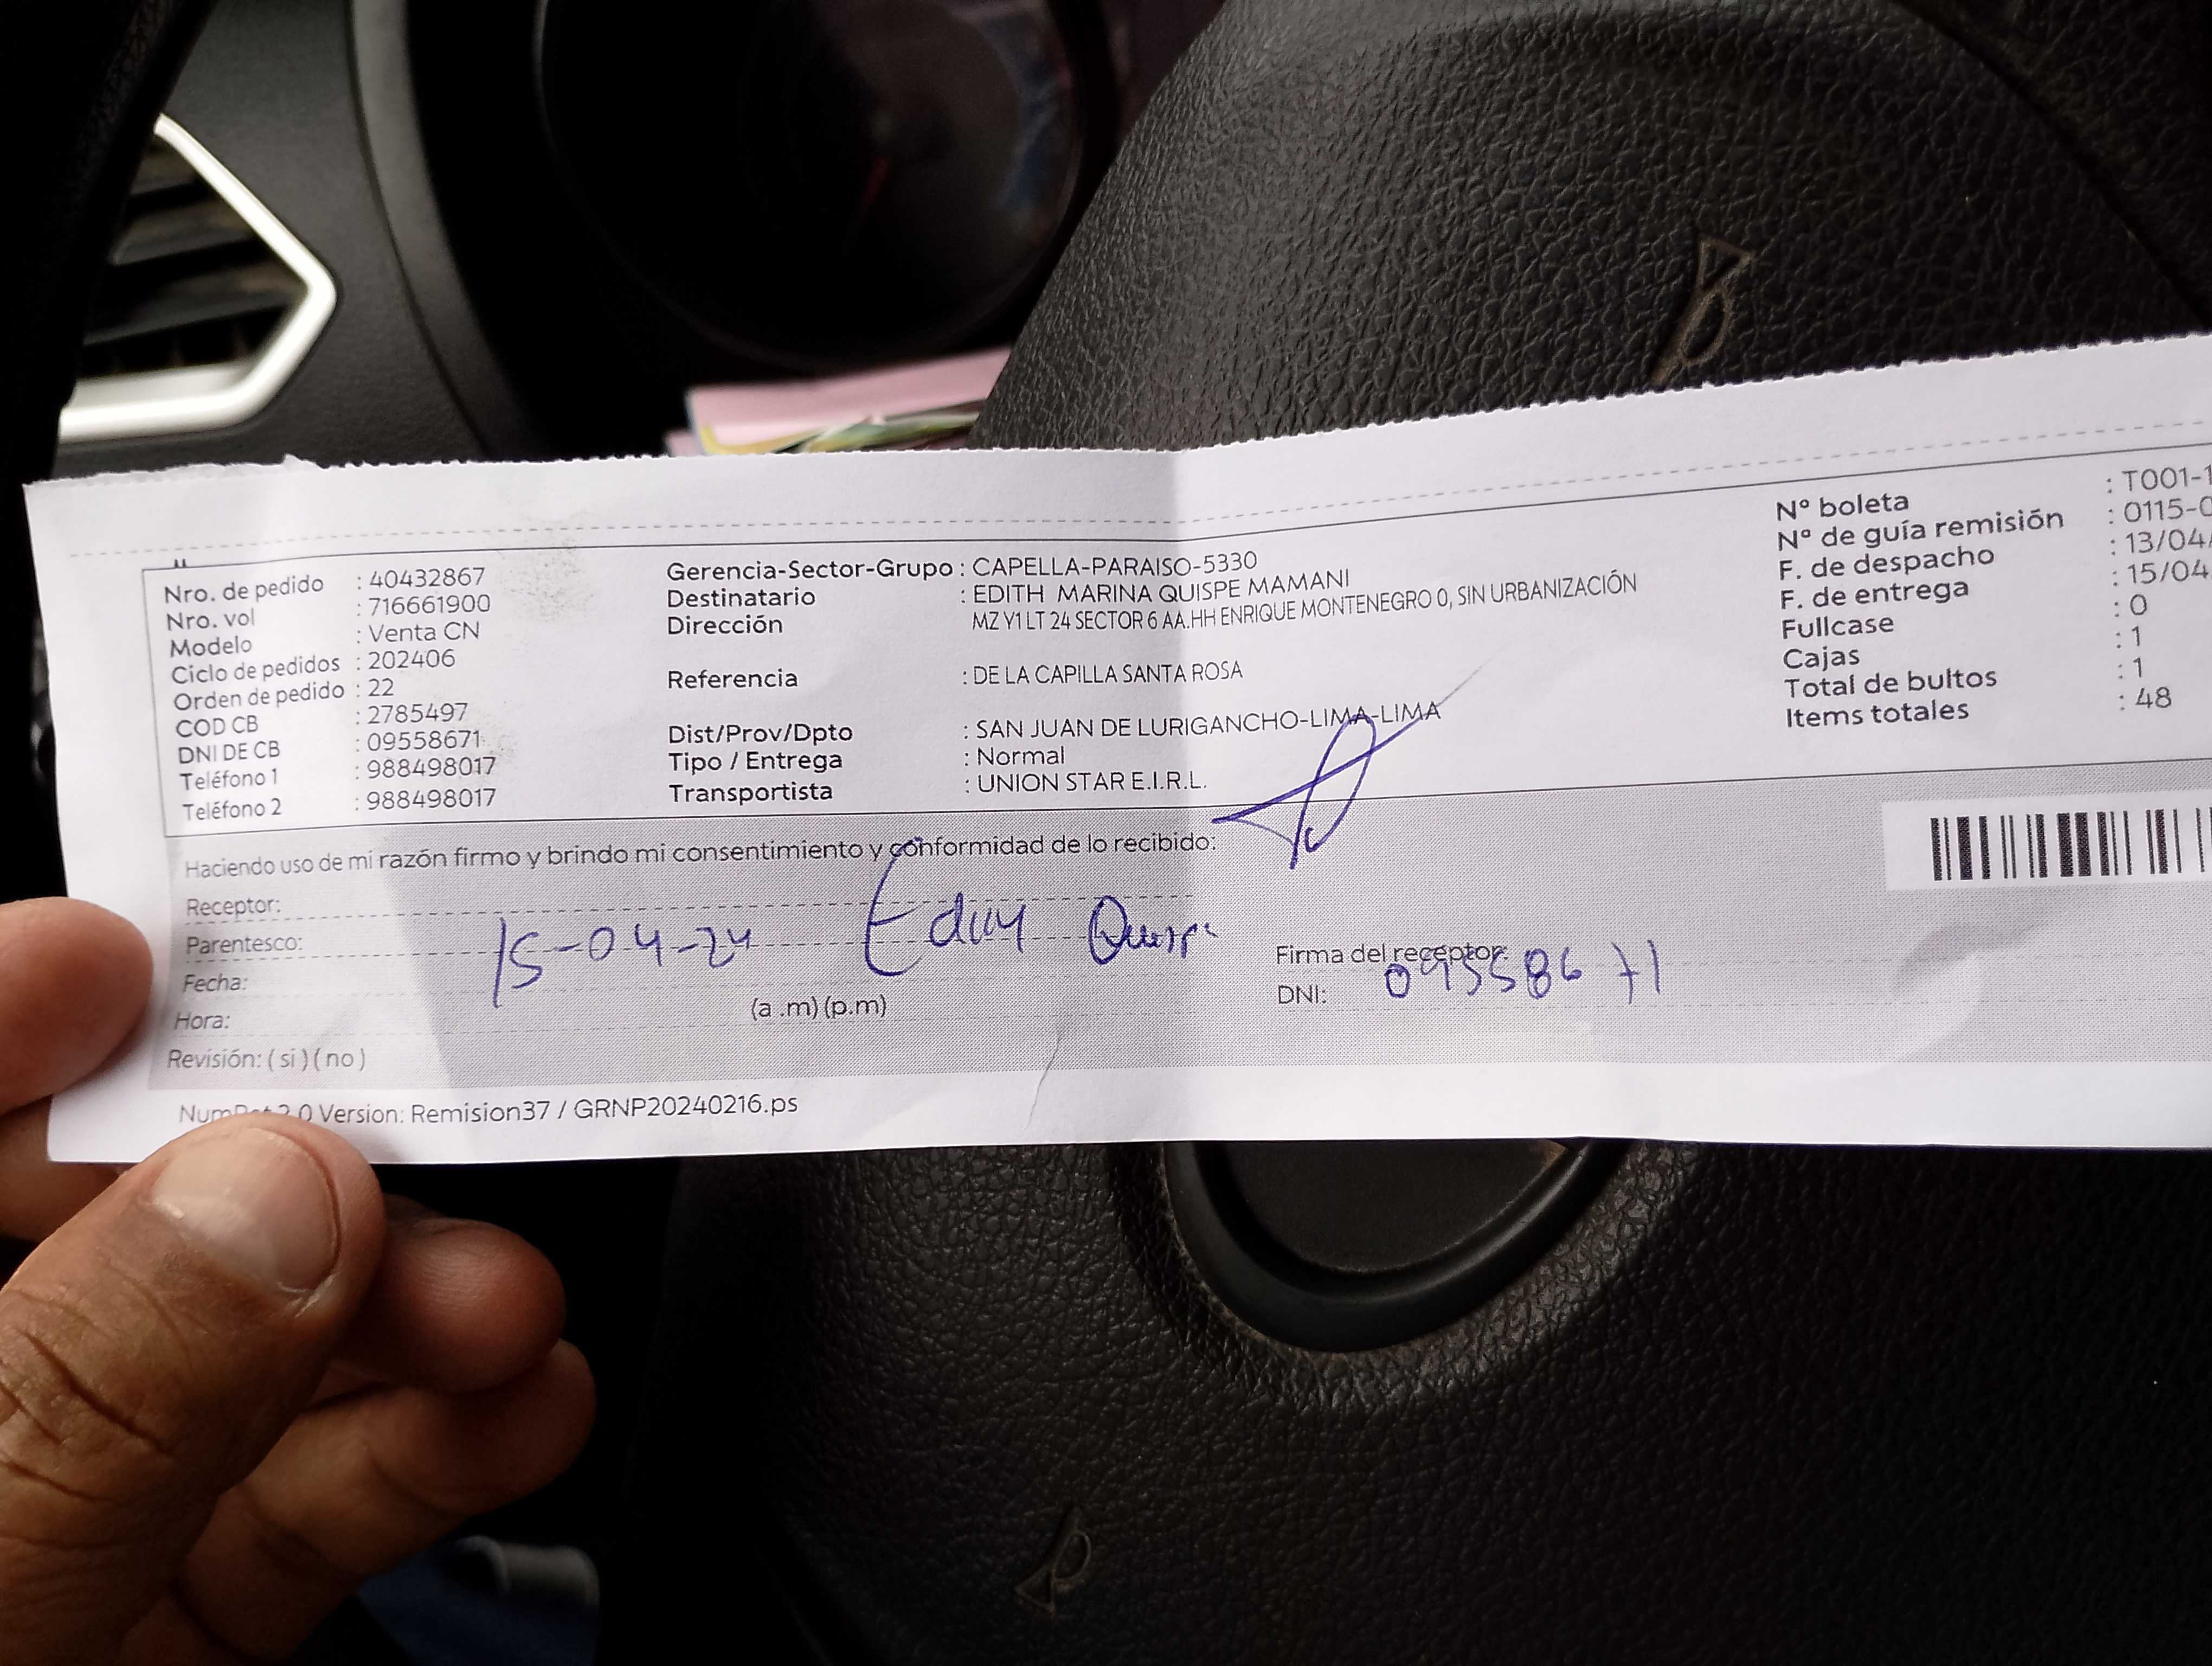 Nro. de pedido : 40432867
Nro. vol : 716661900
Modelo : Venta CN
Ciclo de pedidos : 202406
Orden de pedido : 22
COD CB : 2785497
DNI DE CB : 09558671
Teléfono 1 : 988498017
Teléfono 2 : 988498017
Gerencia-Sector-Grupo : CAPELLA-PARAISO-5330
Destinatario : EDITH MARINA QUISPE MAMANI
Dirección MZ Y1 LT 24 SECTOR 6 AA.HH ENRIQUE MONTENEGRO 0, SIN URBANIZACIÓN
Referencia : DE LA CAPILLA SANTA ROSA
Dist/Prov/Dpto : SAN JUAN DE LURIGANCHO-LIMA-LIMA
Tipo / Entrega : Normal
Transportista : UNION STAR E.I.R.L.
Nº boleta : T001-1
Nº de guía remisión : 0115-0
F. de despacho : 13/04/
F. de entrega : 15/04
Fullcase : 0
Cajas : 1
Total de bultos : 1
Items totales : 48
Haciendo uso de mi razón firmo y brindo mi consentimiento y conformidad de lo recibido:
Receptor:
Parentesco:
15-04-24
Fecha:
Hora: (a .m) (p.m)
Revisión: ( si ) ( no )
Firma del receptor:
DNI: 09558671
2.0 Version: Remision37 / GRNP20240216.ps